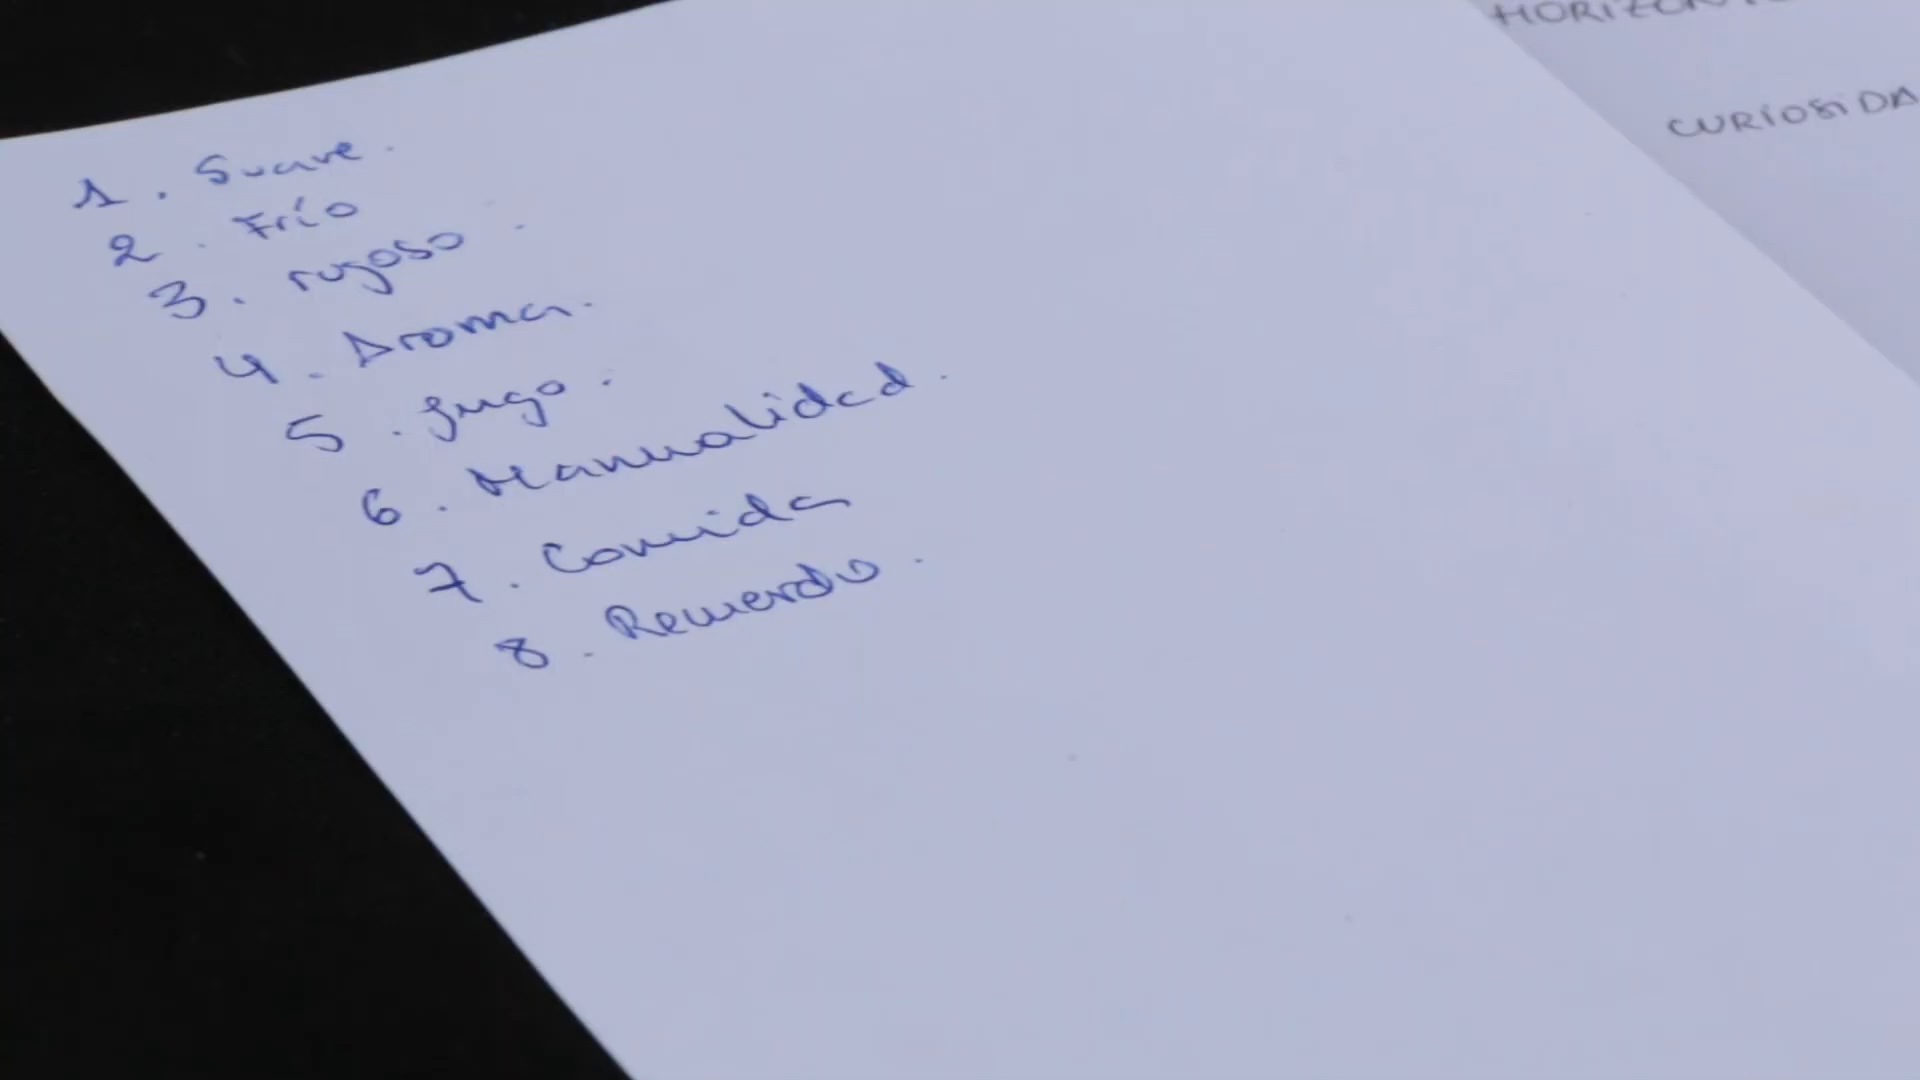 1. Suave.
2. Frío
3. rugoso.
4. Aroma.
5. Jugo.
6. Manualidad.
7. Comida
8. Recuerdo.
CURIOSIDA